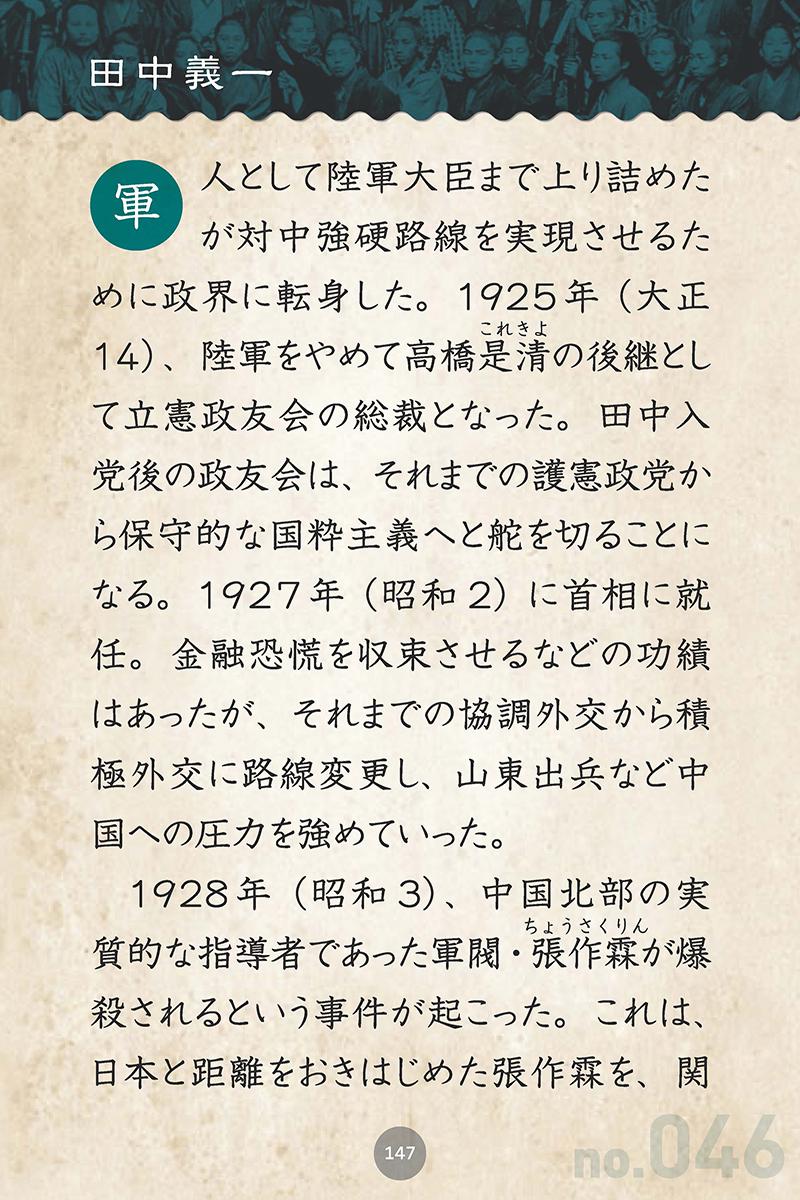 田中義一
軍人として陸軍大臣まで上り詰めた
が対中強硬路線を実現させるた
めに政界に転身した。1925年（大正
これきよ
14）、陸軍をやめて高橋是清の後継とし
て立憲政友会の総裁となった。田中入
党後の政友会は、それまでの護憲政党か
ら保守的な国粋主義へと舵を切ることに
なる。1927年（昭和2）に首相に就
任。金融恐慌を収束させるなどの功績
はあったが、それまでの協調外交から積
極外交に路線変更し、山東出兵など中
国への圧力を強めていった。
1928年（昭和3）、中国北部の実
ちょうさくりん
質的な指導者であった軍閥・張作霖が爆
殺されるという事件が起こった。これは、
日本と距離をおきはじめた張作霖を、関
147
no.046